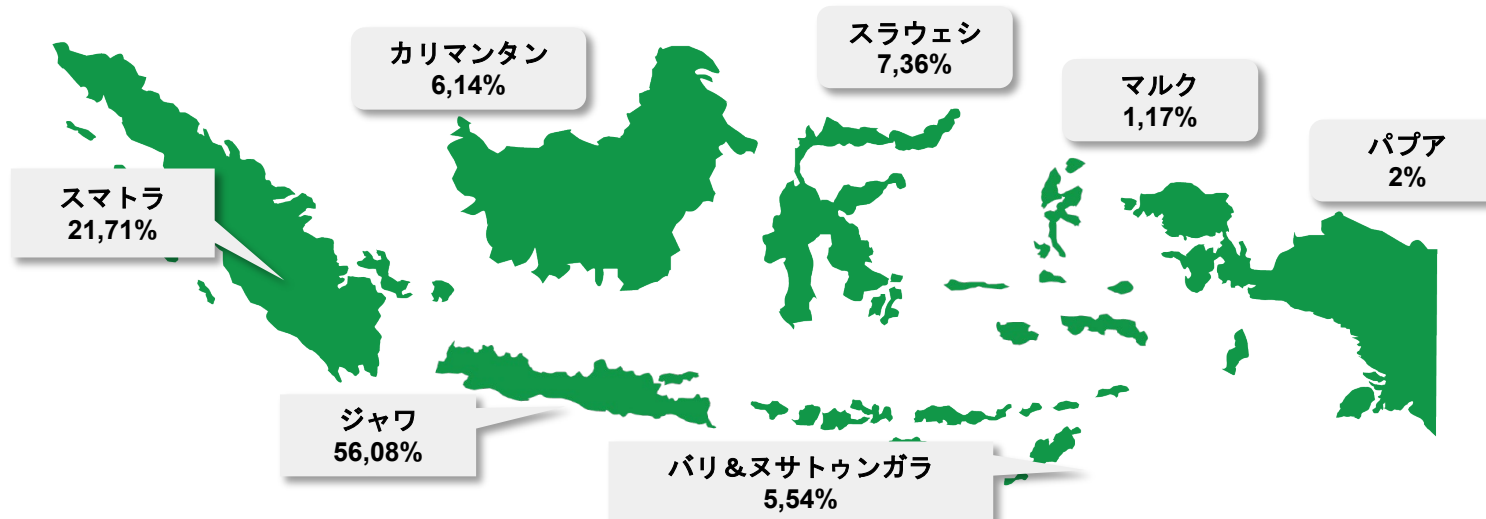 カリマンタン
6,14%
スラウェシ
7,36%
マルク
1,17%
パプア
2%
スマトラ
21,71%
ジャワ
56,08%
バリ&ヌサトゥンガラ
5,54%